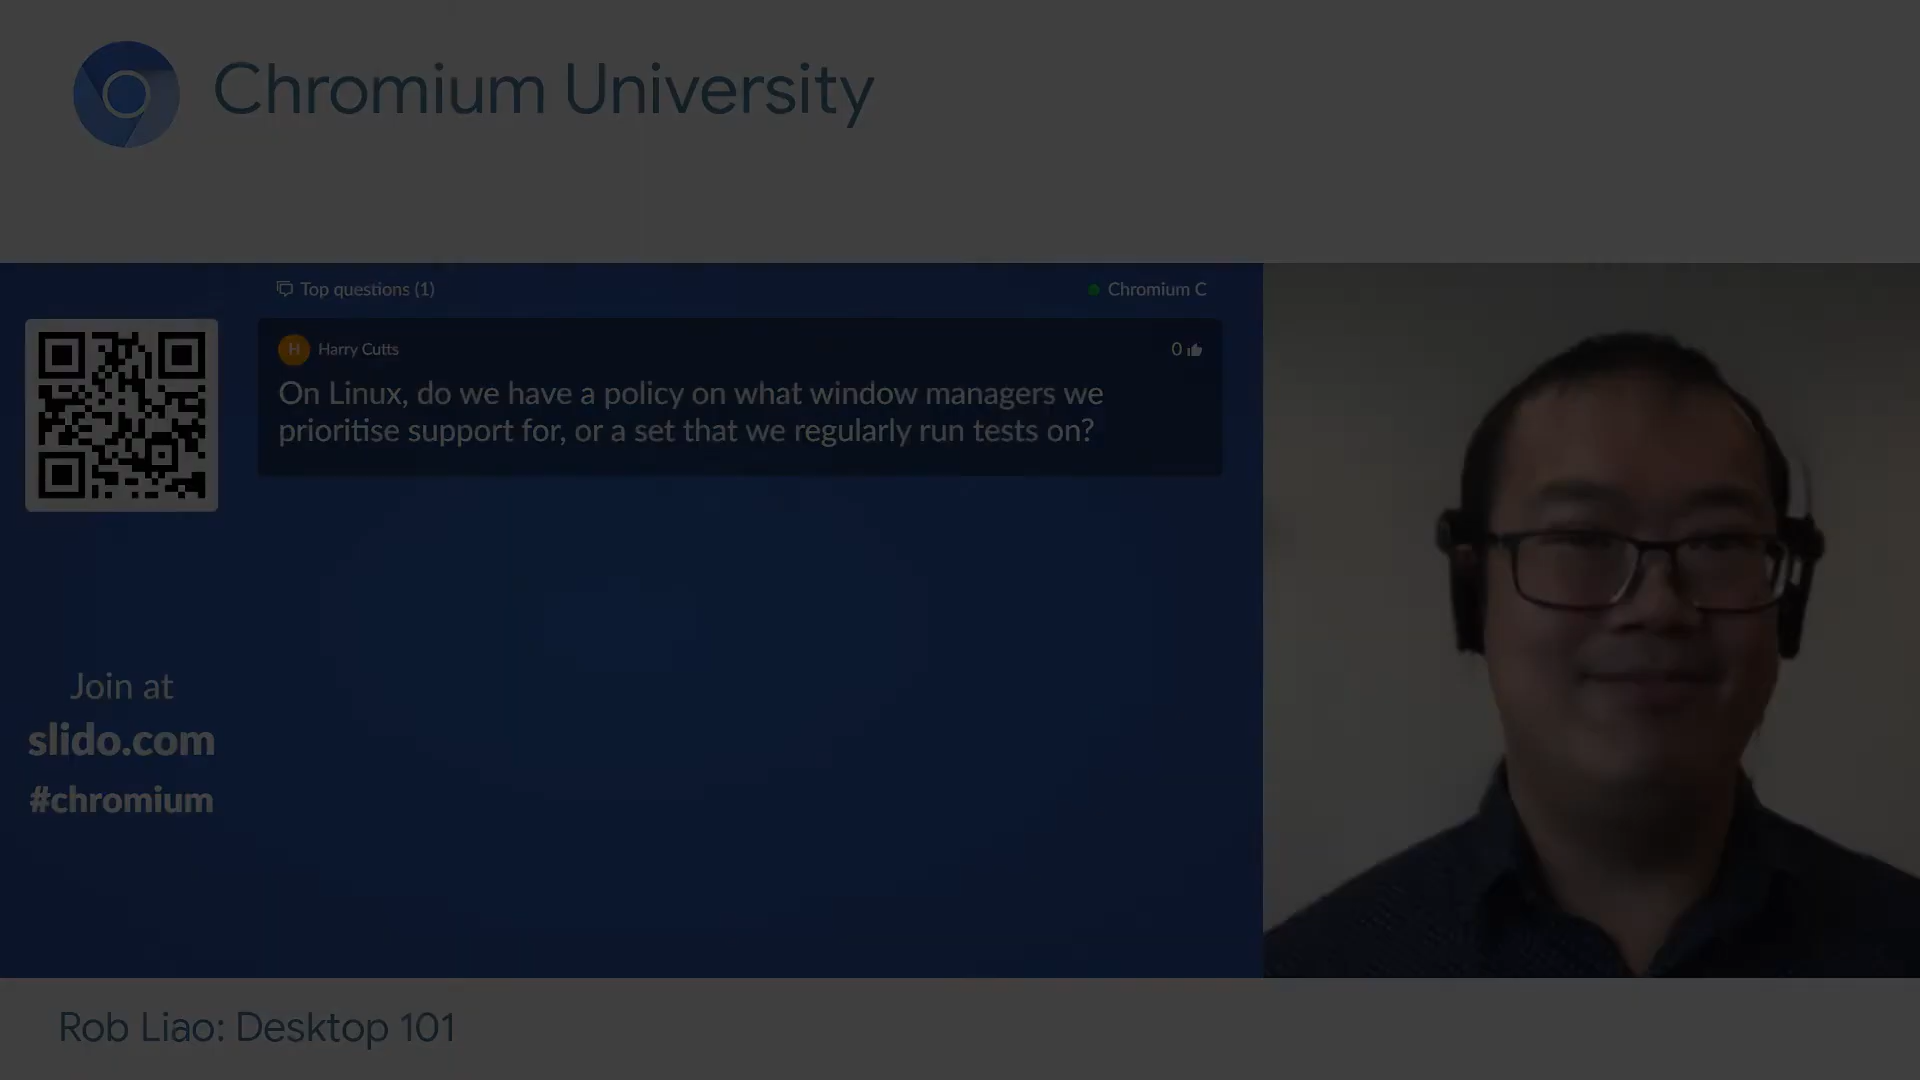 Chromium University
Top questions (1)
Chromium C
H
Harry Cutts
0
On Linux, do we have a policy on what window managers we
prioritise support for, or a set that we regularly run tests on?
Join at
slido.com
#chromium
Rob Liao: Desktop 101